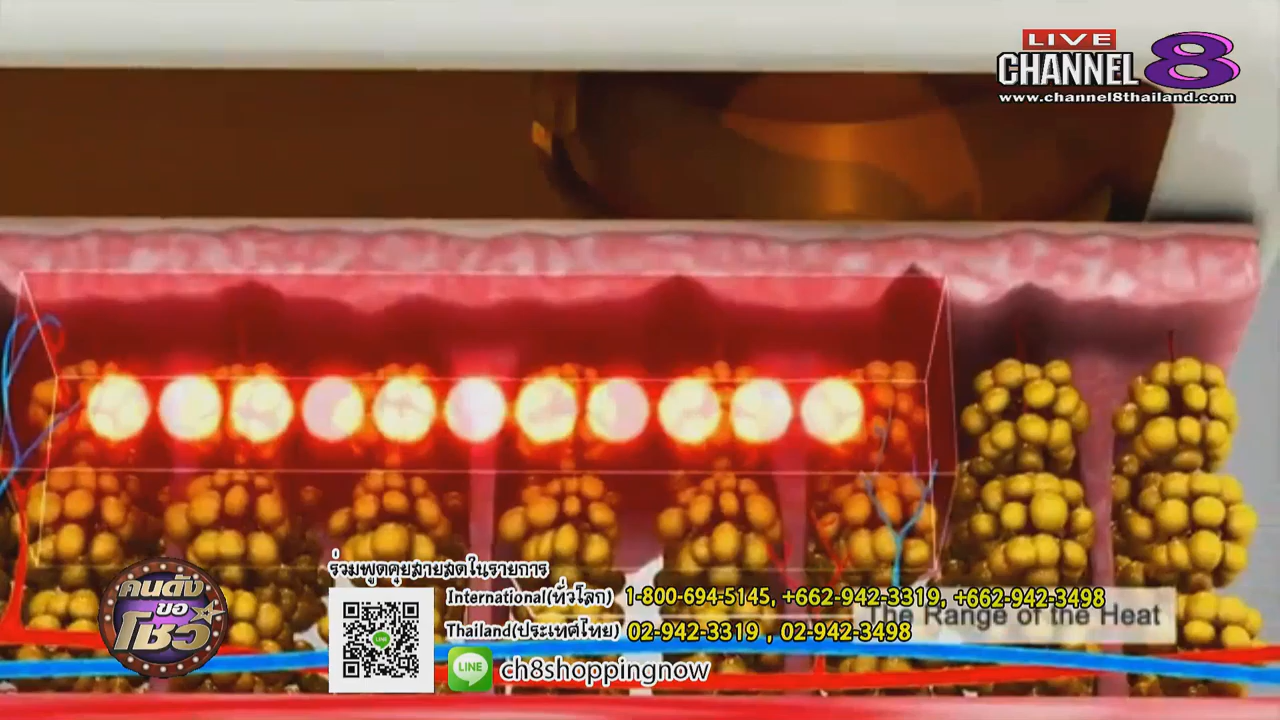 LIVE
CHANNEL 8
www.channel8thailand.com
ร่วมพูดคุยสายสดในรายการ
International(ทั่วโลก) 1-800-694-5145, +662-942-3319, +662-942-3498
The Range of the Heat
Thailand(ประเทศไทย) 02-942-3319 , 02-942-3498
LINE ch8shoppingnow
คนดัง
ขอ
โชว์